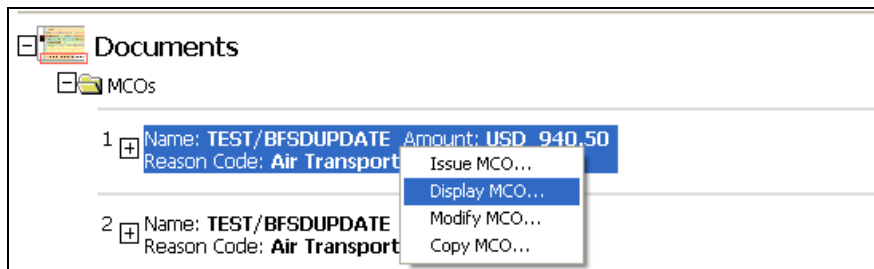 Documents
MCOs
1 Name: TEST/BFSDUPDATE Amount: USD 940.50
Reason Code: Air Transport
Issue MCO...
Display MCO...
2 Name: TEST/BFSDUPDATE
Modify MCO...
Reason Code: Air Transport
Copy MCO...